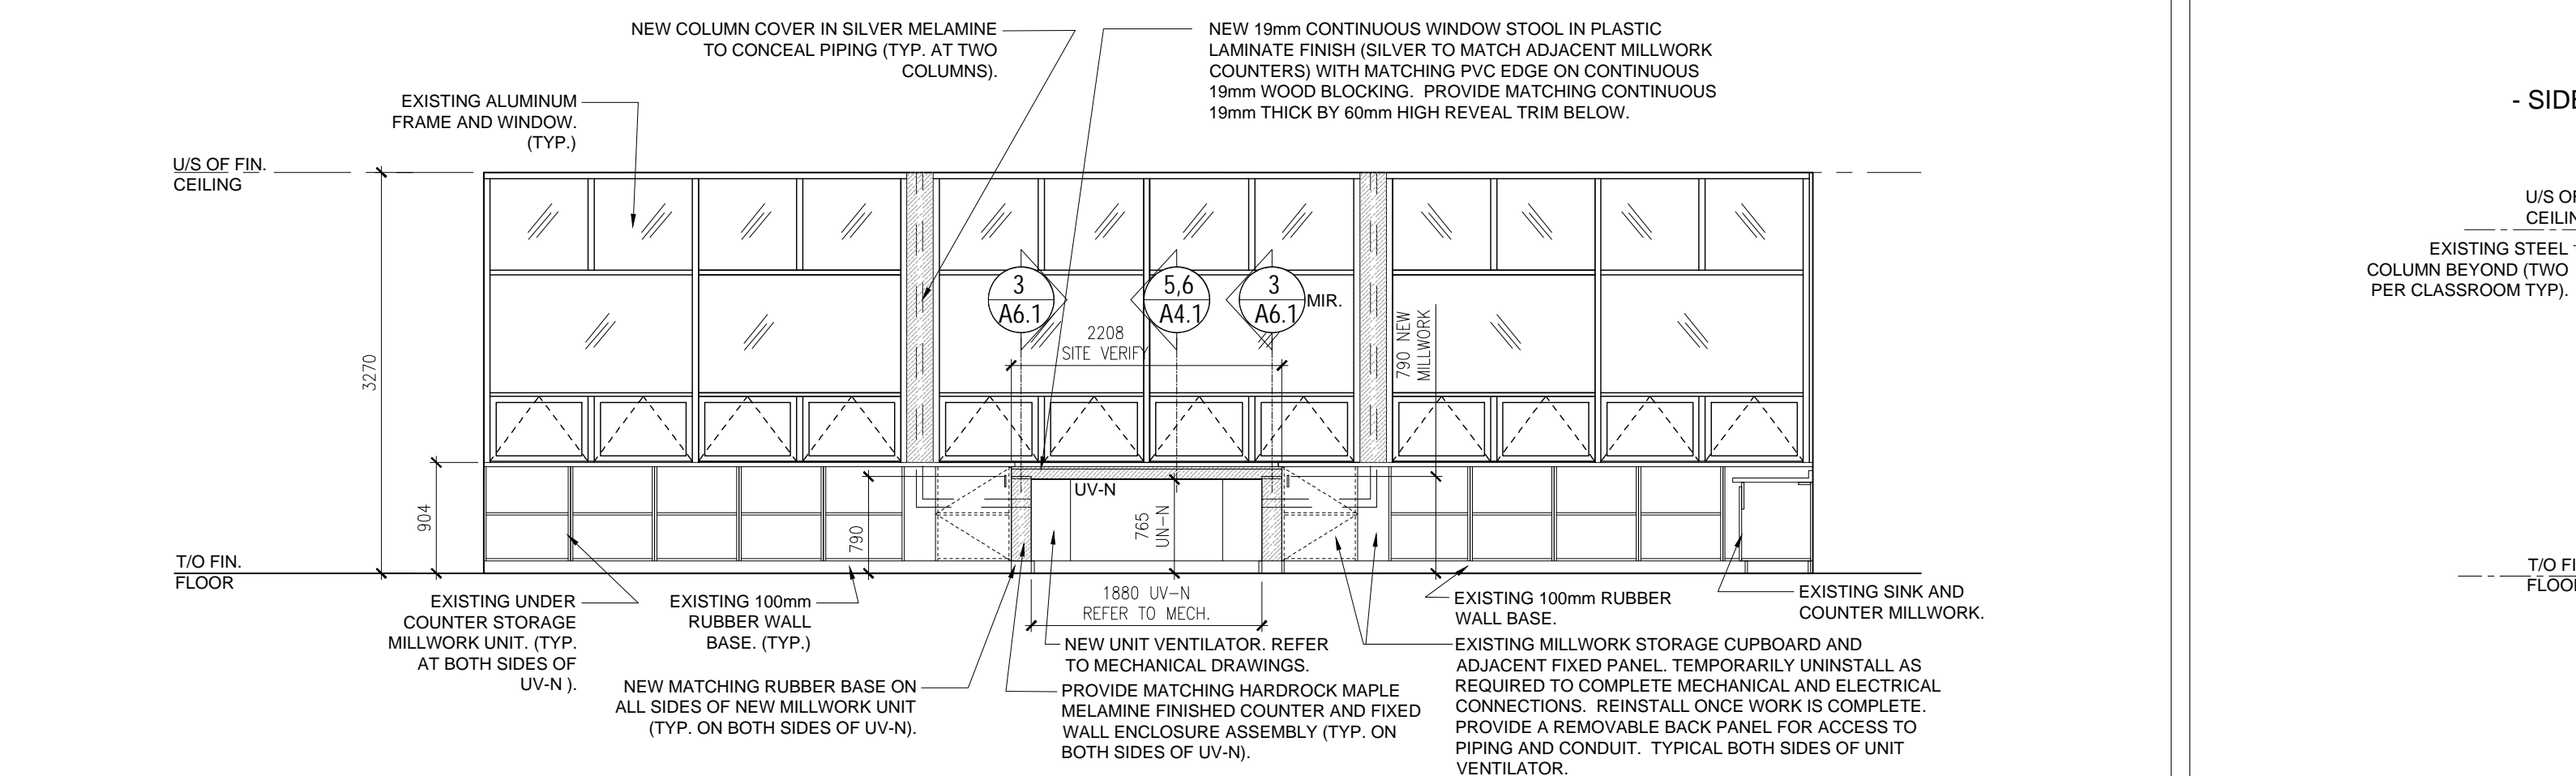 NEW COLUMN COVER IN SILVER MELAMINE
TO CONCEAL PIPING (TYP. AT TWO
COLUMNS).
NEW 19mm CONTINUOUS WINDOW STOOL IN PLASTIC
LAMINATE FINISH (SILVER TO MATCH ADJACENT MILLWORK
COUNTERS) WITH MATCHING PVC EDGE ON CONTINUOUS
19mm WOOD BLOCKING.  PROVIDE MATCHING CONTINUOUS
19mm THICK BY 60mm HIGH REVEAL TRIM BELOW.
EXISTING ALUMINUM
FRAME AND WINDOW.
(TYP.)
U/S OF FIN.
CEILING
3270
904
790
3
A6.1
5,6
A4.1
3
A6.1
MIR.
2208
SITE VERIFY
790 NEW
MILLWORK
UV-N
765
UN-N
T/O FIN.
FLOOR
1880 UV-N
REFER TO MECH.
EXISTING UNDER
COUNTER STORAGE
MILLWORK UNIT. (TYP.
AT BOTH SIDES OF
UV-N ).
EXISTING 100mm
RUBBER WALL
BASE. (TYP.)
NEW MATCHING RUBBER BASE ON
ALL SIDES OF NEW MILLWORK UNIT
(TYP. ON BOTH SIDES OF UV-N).
NEW UNIT VENTILATOR. REFER
TO MECHANICAL DRAWINGS.
PROVIDE MATCHING HARDROCK MAPLE
MELAMINE FINISHED COUNTER AND FIXED
WALL ENCLOSURE ASSEMBLY (TYP. ON
BOTH SIDES OF UV-N).
EXISTING 100mm RUBBER
WALL BASE.
EXISTING SINK AND
COUNTER MILLWORK.
EXISTING MILLWORK STORAGE CUPBOARD AND
ADJACENT FIXED PANEL. TEMPORARILY UNINSTALL AS
REQUIRED TO COMPLETE MECHANICAL AND ELECTRICAL
CONNECTIONS.  REINSTALL ONCE WORK IS COMPLETE.
PROVIDE A REMOVABLE BACK PANEL FOR ACCESS TO
PIPING AND CONDUIT.  TYPICAL BOTH SIDES OF UNIT
VENTILATOR.
- SIDE
U/S OF
CEILIN
EXISTING STEEL
COLUMN BEYOND (TWO
PER CLASSROOM TYP).
T/O FI
FLOO